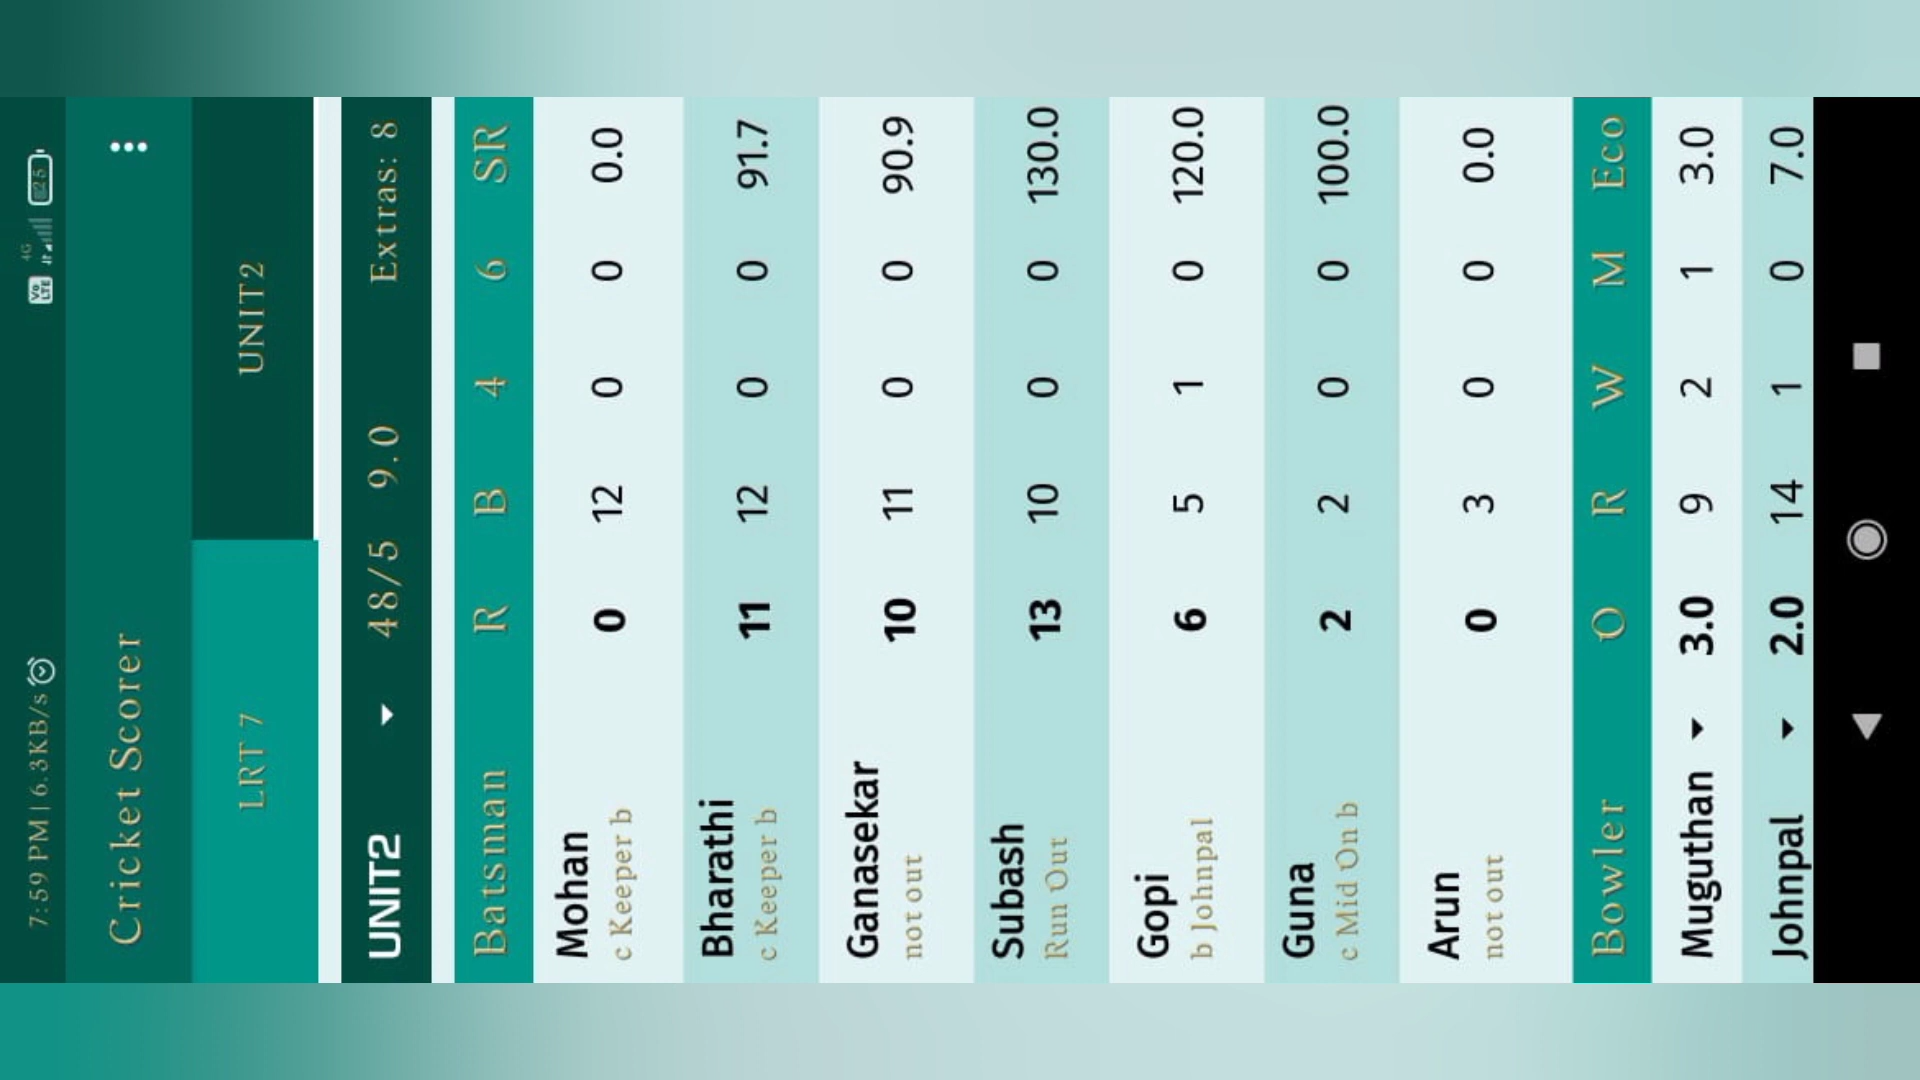 7:59 PM | 6.3KB/s
Vo LTE 4G
Cricket Scorer
LRT 7 UNIT2
UNIT2 48/5 9.0 Extras: 8
Batsman R B 4 6 SR
Mohan 0 12 0 0 0.0
c Keeper b
Bharathi 11 12 0 0 91.7
c Keeper b
Ganasekar 10 11 0 0 90.9
not out
Subash 13 10 0 0 130.0
Run Out
Gopi 6 5 1 0 120.0
b Johnpal
Guna 2 2 0 0 100.0
c Mid On b
Arun 0 3 0 0 0.0
not out
Bowler O R W M Eco
Muguthan 3.0 9 2 1 3.0
Johnpal 2.0 14 1 0 7.0